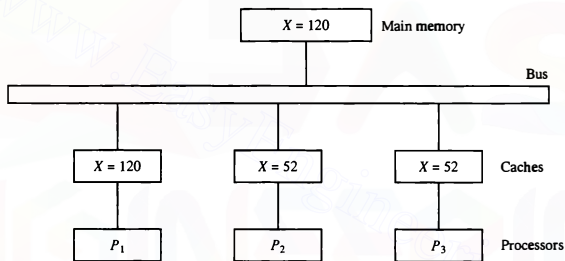 X = 120 Main memory
Bus
X = 120 X = 52 X = 52 Caches
P1 P2 P3 Processors